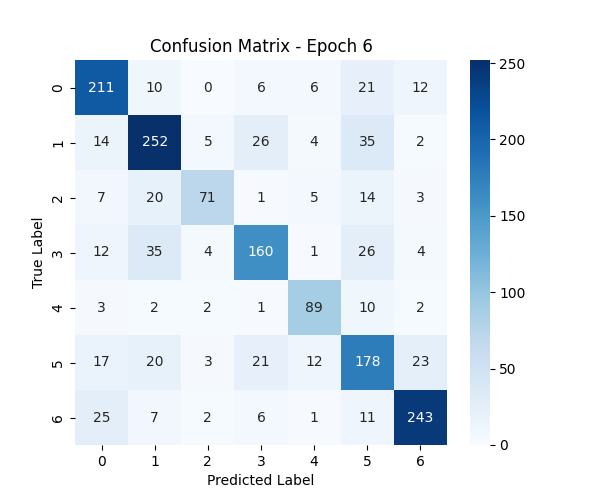 Confusion Matrix - Epoch 6
True Label
0 211 10 0 6 6 21 12
1 14 252 5 26 4 35 2
2 7 20 71 1 5 14 3
3 12 35 4 160 1 26 4
4 3 2 2 1 89 10 2
5 17 20 3 21 12 178 23
6 25 7 2 6 1 11 243
0 1 2 3 4 5 6
Predicted Label
250
200
150
100
50
0